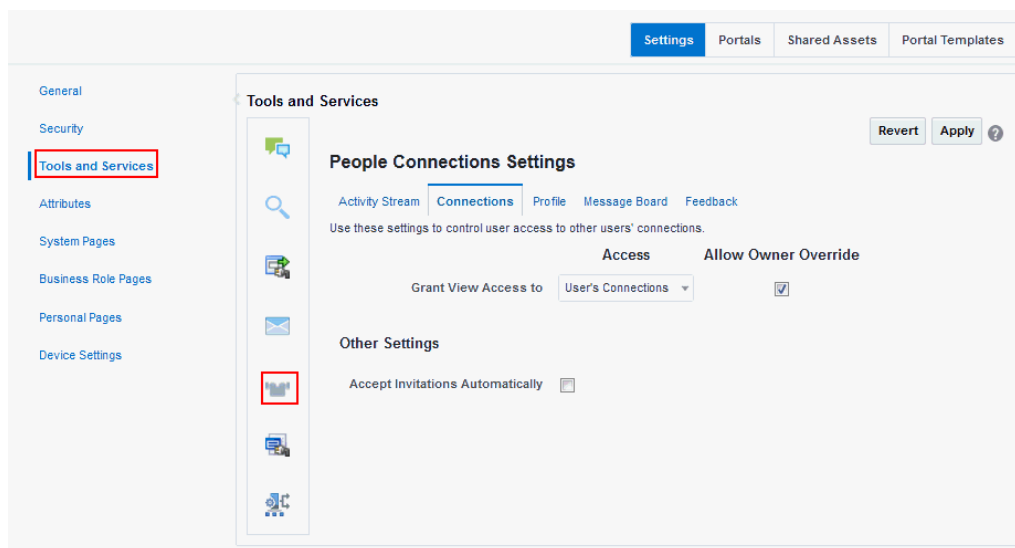 Settings
Portals
Shared Assets
Portal Templates
General
Security
Tools and Services
Attributes
System Pages
Business Role Pages
Personal Pages
Device Settings
Tools and Services
Revert
Apply
?
People Connections Settings
Activity Stream
Connections
Profile
Message Board
Feedback
Use these settings to control user access to other users' connections.
Access
Allow Owner Override
Grant View Access to
User's Connections
Other Settings
Accept Invitations Automatically